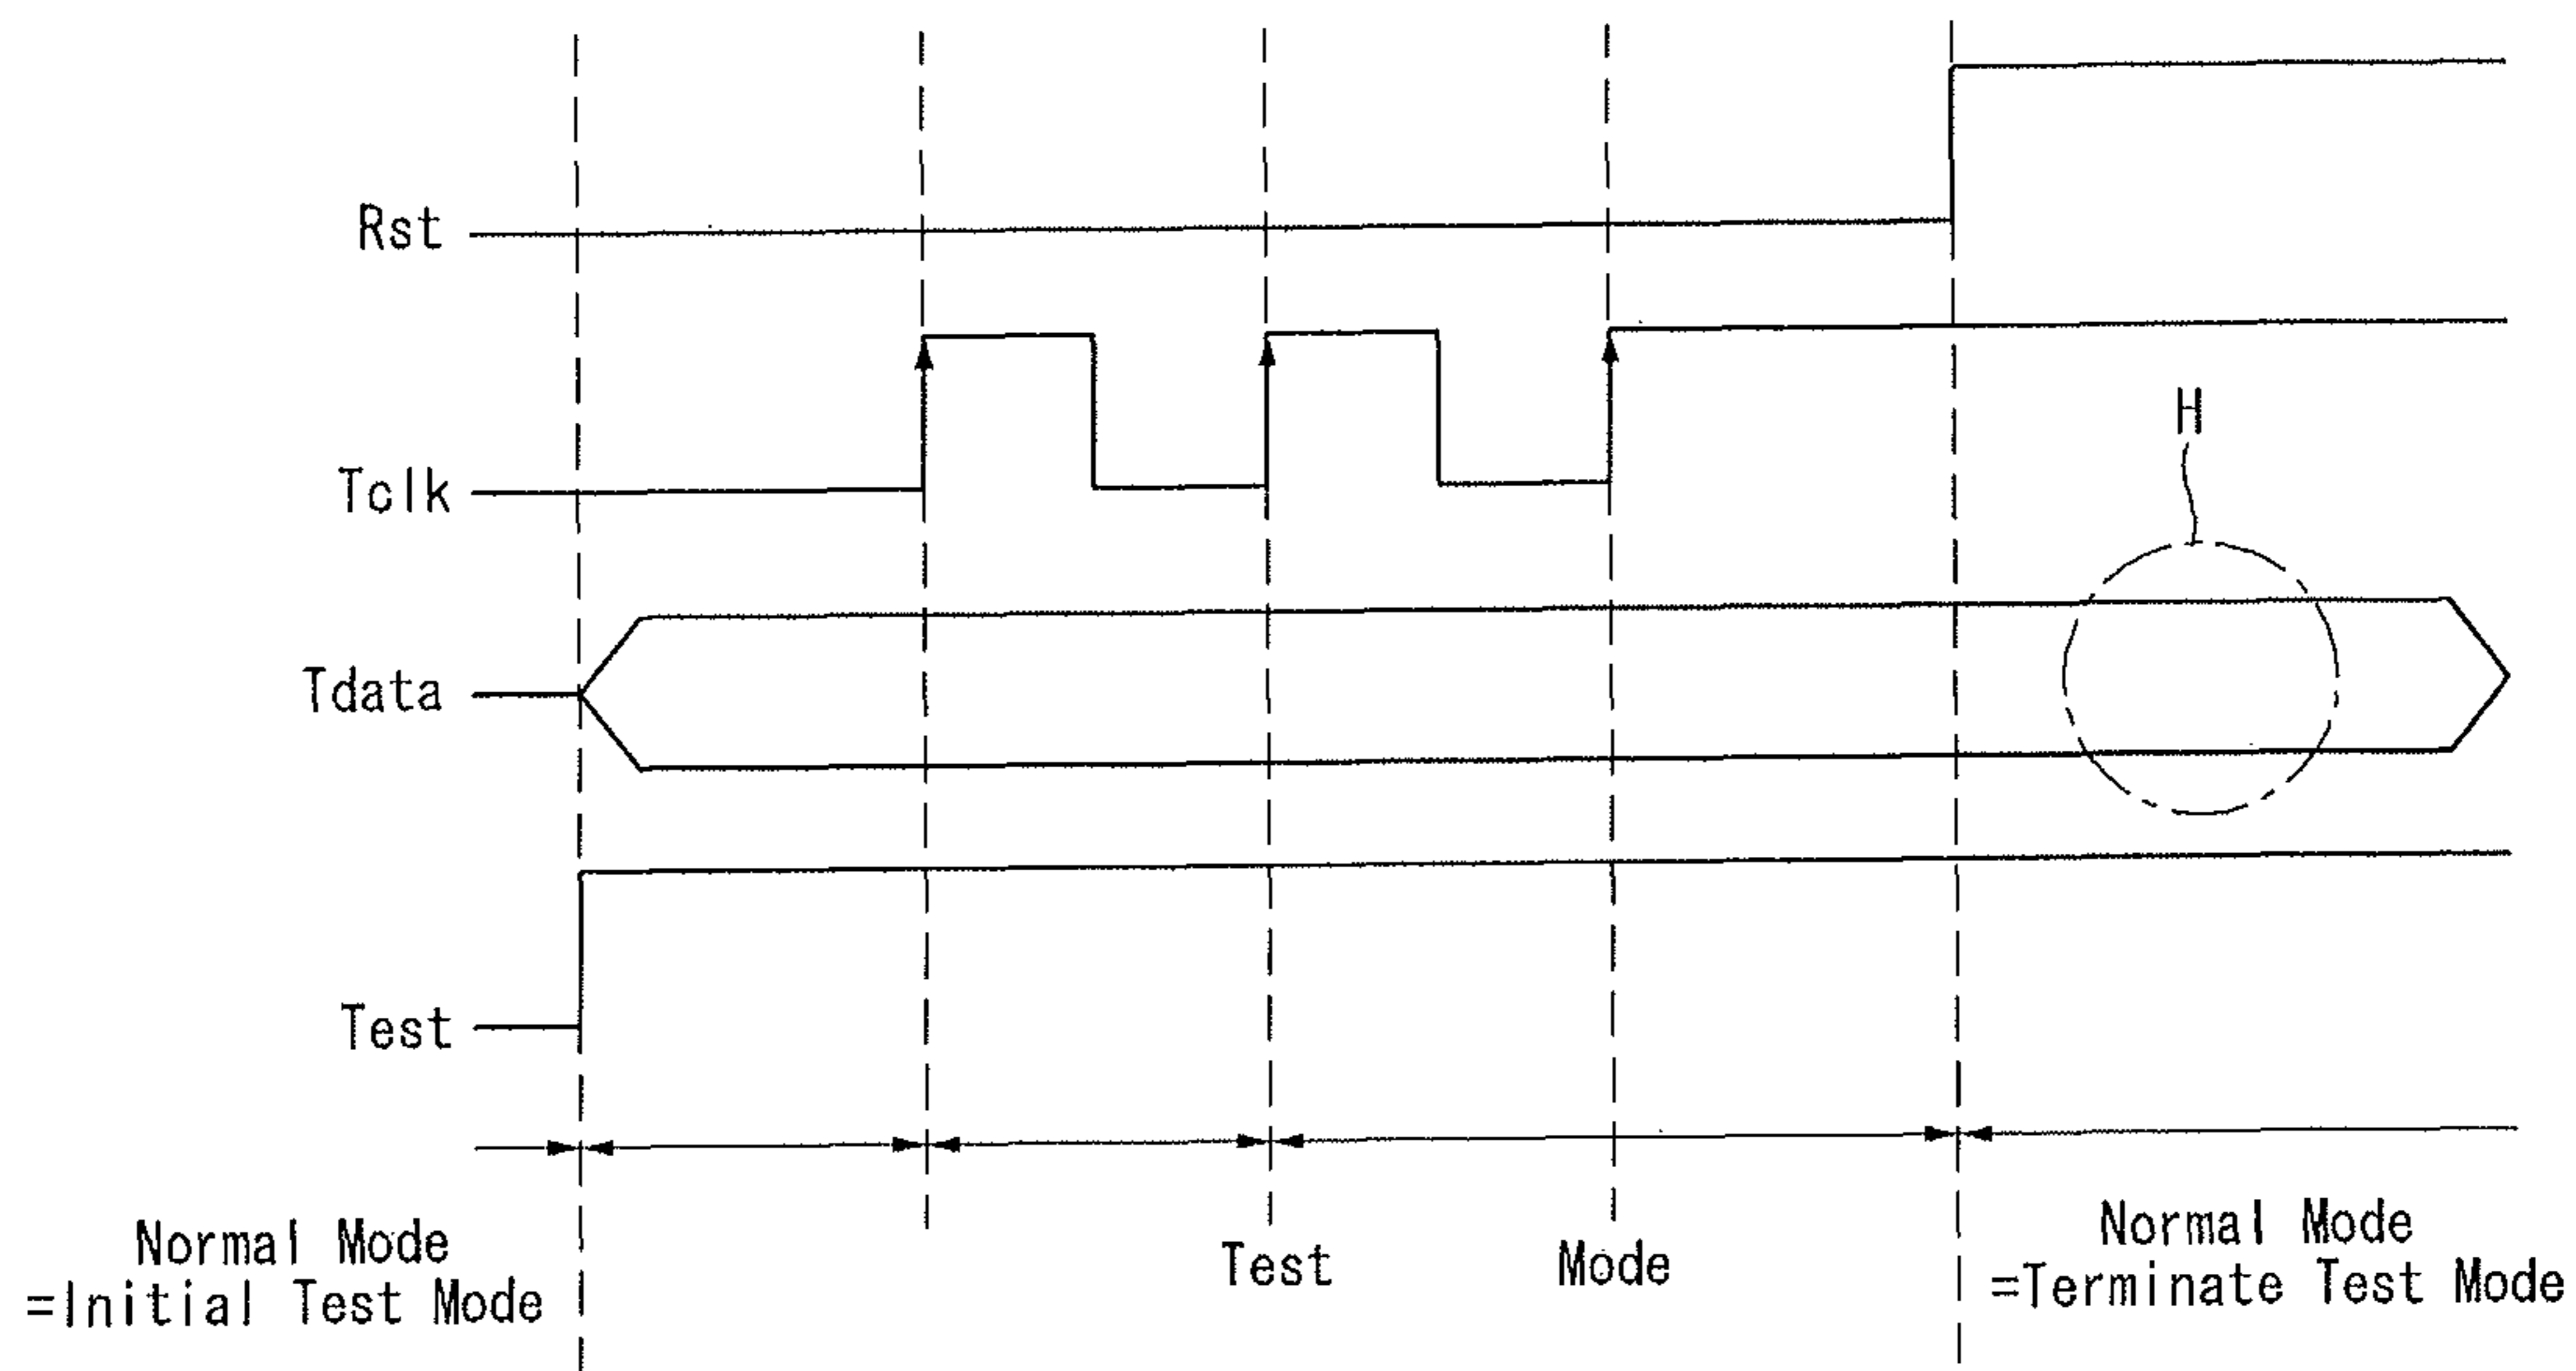 Rst
Tclk
H
Tdata
Test
Normal Mode
=Initial Test Mode
Test Mode
Normal Mode
=Terminate Test Mode